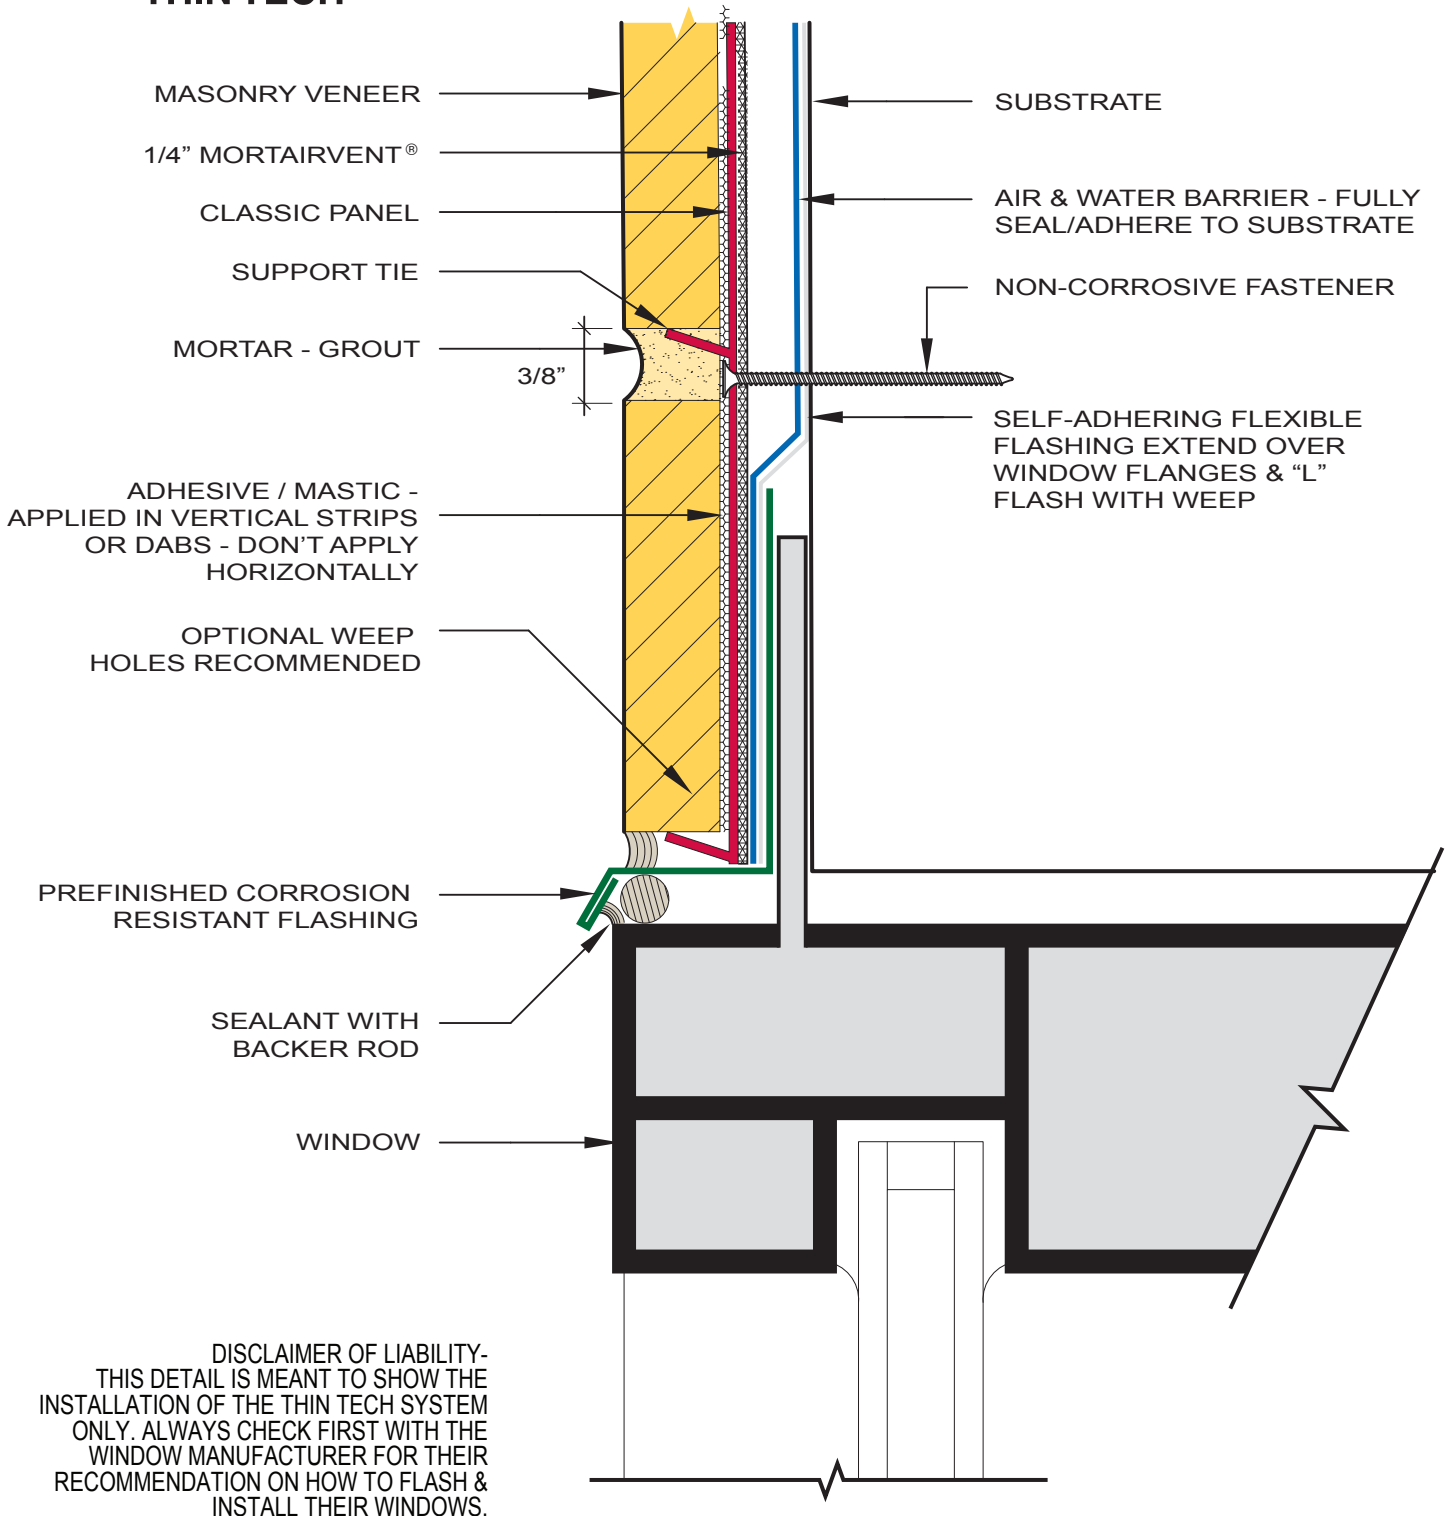 MASONRY VENEER
1/4” MORTAIRVENT®
CLASSIC PANEL
SUPPORT TIE
MORTAR - GROUT
3/8”
ADHESIVE / MASTIC -
APPLIED IN VERTICAL STRIPS
OR DABS - DON’T APPLY
HORIZONTALLY
OPTIONAL WEEP
HOLES RECOMMENDED
PREFINISHED CORROSION
RESISTANT FLASHING
SEALANT WITH
BACKER ROD
WINDOW
SUBSTRATE
AIR & WATER BARRIER - FULLY
SEAL/ADHERE TO SUBSTRATE
NON-CORROSIVE FASTENER
SELF-ADHERING FLEXIBLE
FLASHING EXTEND OVER
WINDOW FLANGES & “L”
FLASH WITH WEEP
DISCLAIMER OF LIABILITY-
THIS DETAIL IS MEANT TO SHOW THE
INSTALLATION OF THE THIN TECH SYSTEM
ONLY. ALWAYS CHECK FIRST WITH THE
WINDOW MANUFACTURER FOR THEIR
RECOMMENDATION ON HOW TO FLASH &
INSTALL THEIR WINDOWS.